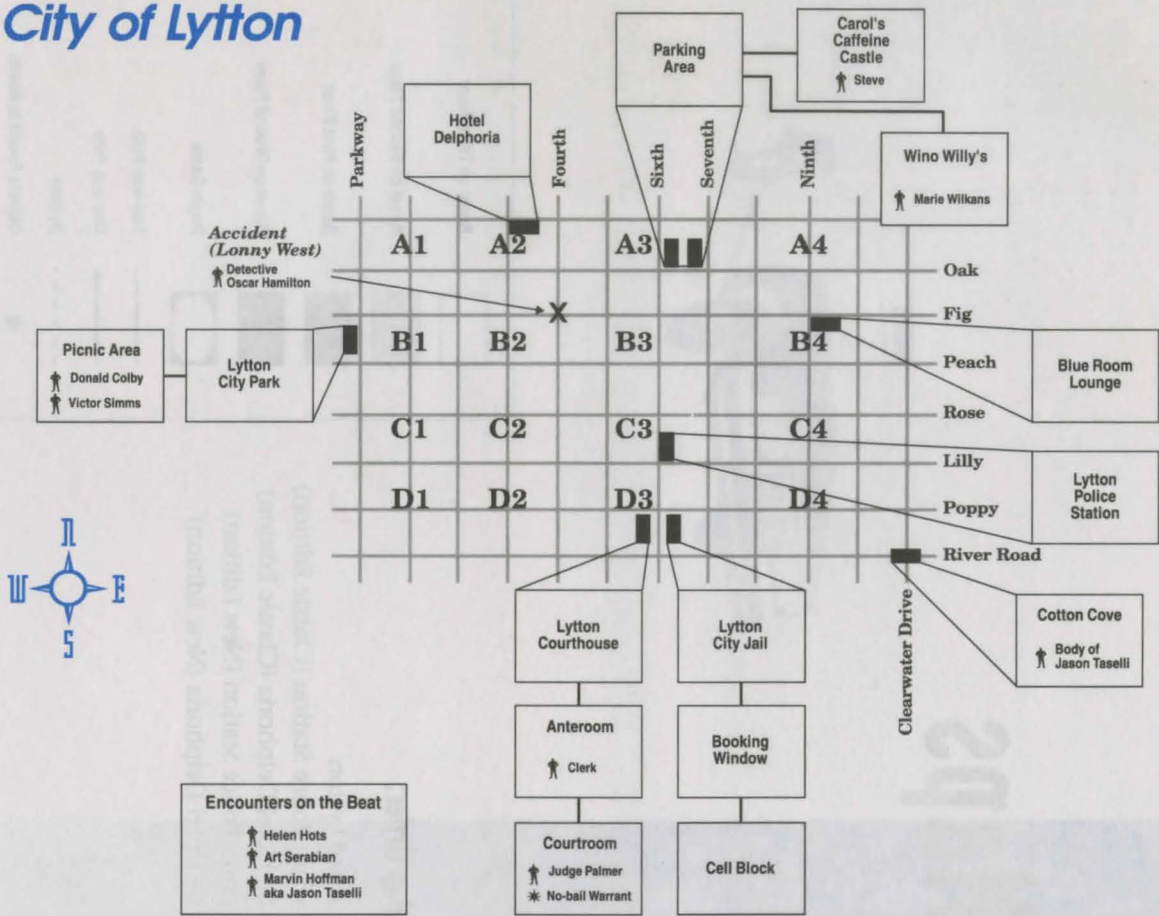 City of Lytton
Parking
Area
Carol's
Caffeine
Castle
Steve
Hotel
Delphoria
Wino Willy's
Marie Wilkans
Parkway
Fourth
Sixth
Seventh
Ninth
Accident
(Lonny West)
Detective
Oscar Hamilton
A1
A2
A3
A4
Oak
Fig
Picnic Area
Donald Colby
Victor Simms
Lytton
City Park
B1
B2
B3
B4
Peach
Blue Room
Lounge
Rose
C1
C2
C3
C4
Lilly
Lytton
Police
Station
D1
D2
D3
D4
Poppy
River Road
N
W
E
S
Clearwater Drive
Cotton Cove
Body of
Jason Taselli
Lytton
Courthouse
Lytton
City Jail
Anteroom
Clerk
Booking
Window
Encounters on the Beat
Helen Hots
Art Serabian
Marvin Hoffman
aka Jason Taselli
Courtroom
Judge Palmer
No-bail Warrant
Cell Block